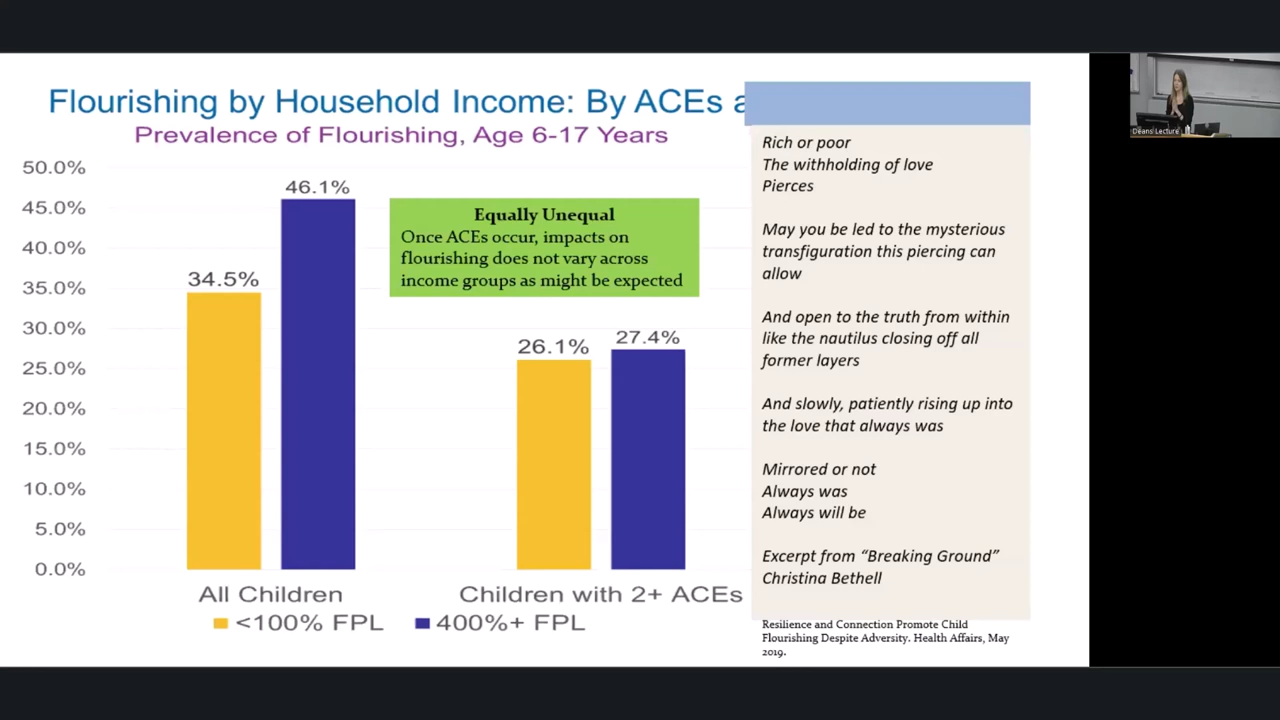 Flourishing by Household Income: By ACEs a
Prevalence of Flourishing, Age 6-17 Years
50.0%
45.0%
40.0%
35.0%
30.0%
25.0%
20.0%
15.0%
10.0%
5.0%
0.0%
34.5%
46.1%
26.1%
27.4%
Equally Unequal
Once ACEs occur, impacts on
flourishing does not vary across
income groups as might be expected
All Children
Children with 2+ ACEs
<100% FPL
400%+ FPL
Rich or poor
The withholding of love
Pierces
May you be led to the mysterious
transfiguration this piercing can
allow
And open to the truth from within
like the nautilus closing off all
former layers
And slowly, patiently rising up into
the love that always was
Mirrored or not
Always was
Always will be
Excerpt from “Breaking Ground”
Christina Bethell
Resilience and Connection Promote Child
Flourishing Despite Adversity. Health Affairs, May
2019.
Deans Lecture